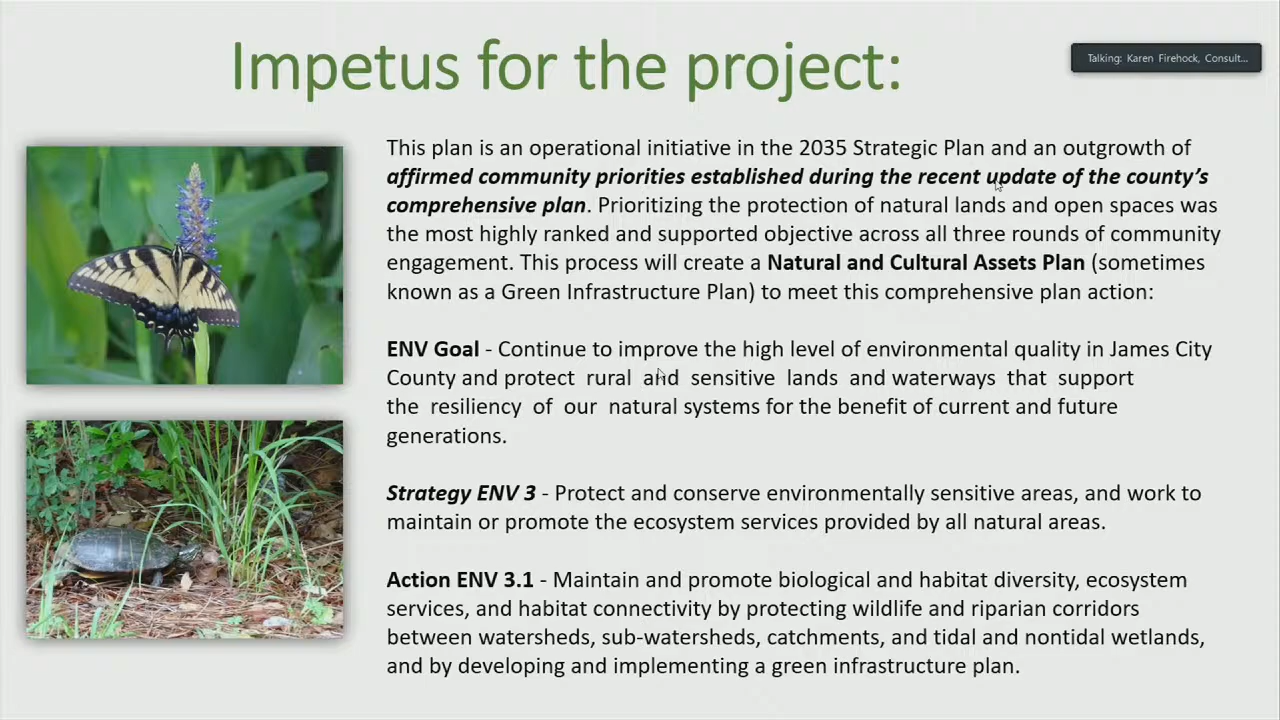 Impetus for the project:
Talking: Karen Firehock, Consult...
This plan is an operational initiative in the 2035 Strategic Plan and an outgrowth of
affirmed community priorities established during the recent update of the county’s
comprehensive plan. Prioritizing the protection of natural lands and open spaces was
the most highly ranked and supported objective across all three rounds of community
engagement. This process will create a Natural and Cultural Assets Plan (sometimes
known as a Green Infrastructure Plan) to meet this comprehensive plan action:
ENV Goal - Continue to improve the high level of environmental quality in James City
County and protect rural and sensitive lands and waterways that support
the resiliency of our natural systems for the benefit of current and future
generations.
Strategy ENV 3 - Protect and conserve environmentally sensitive areas, and work to
maintain or promote the ecosystem services provided by all natural areas.
Action ENV 3.1 - Maintain and promote biological and habitat diversity, ecosystem
services, and habitat connectivity by protecting wildlife and riparian corridors
between watersheds, sub-watersheds, catchments, and tidal and nontidal wetlands,
and by developing and implementing a green infrastructure plan.